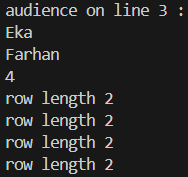 audience on line 3 :
Eka
Farhan
4
row length 2
row length 2
row length 2
row length 2